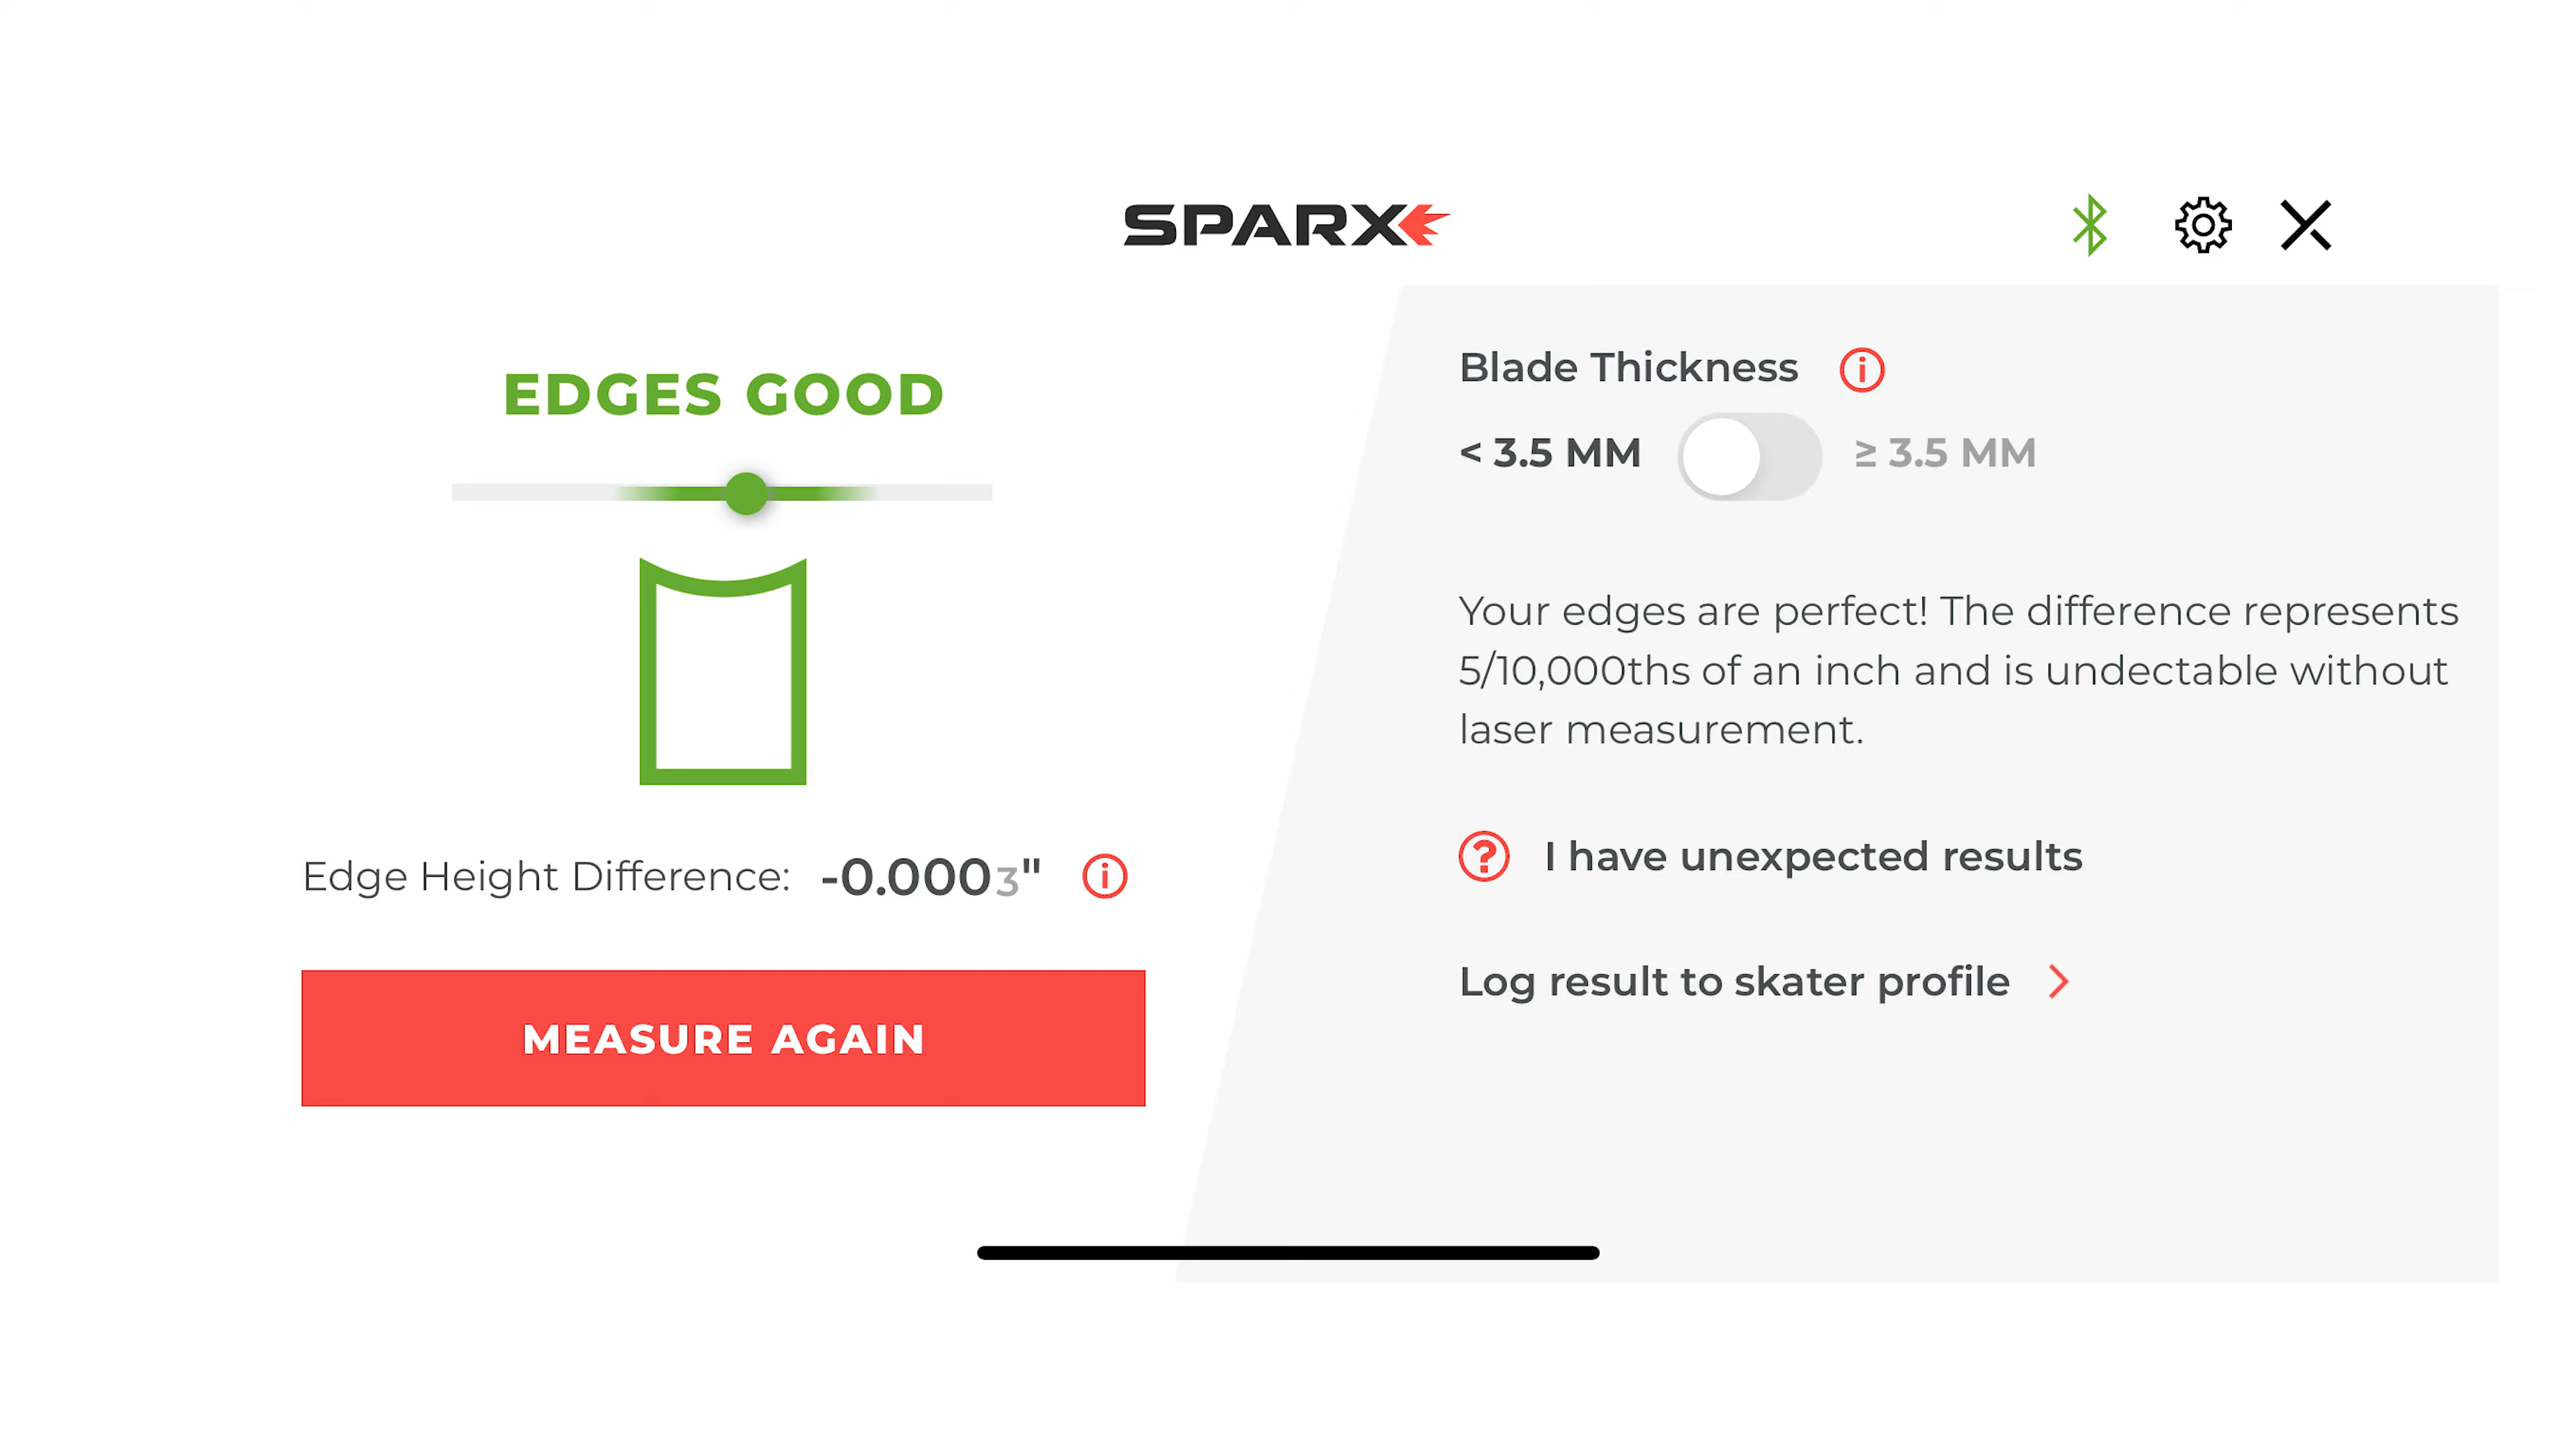 SPARX
EDGES GOOD
Edge Height Difference: -0.0003"
MEASURE AGAIN
Blade Thickness
< 3.5 MM ≥ 3.5 MM
Your edges are perfect! The difference represents
5/10,000ths of an inch and is undectable without
laser measurement.
I have unexpected results
Log result to skater profile